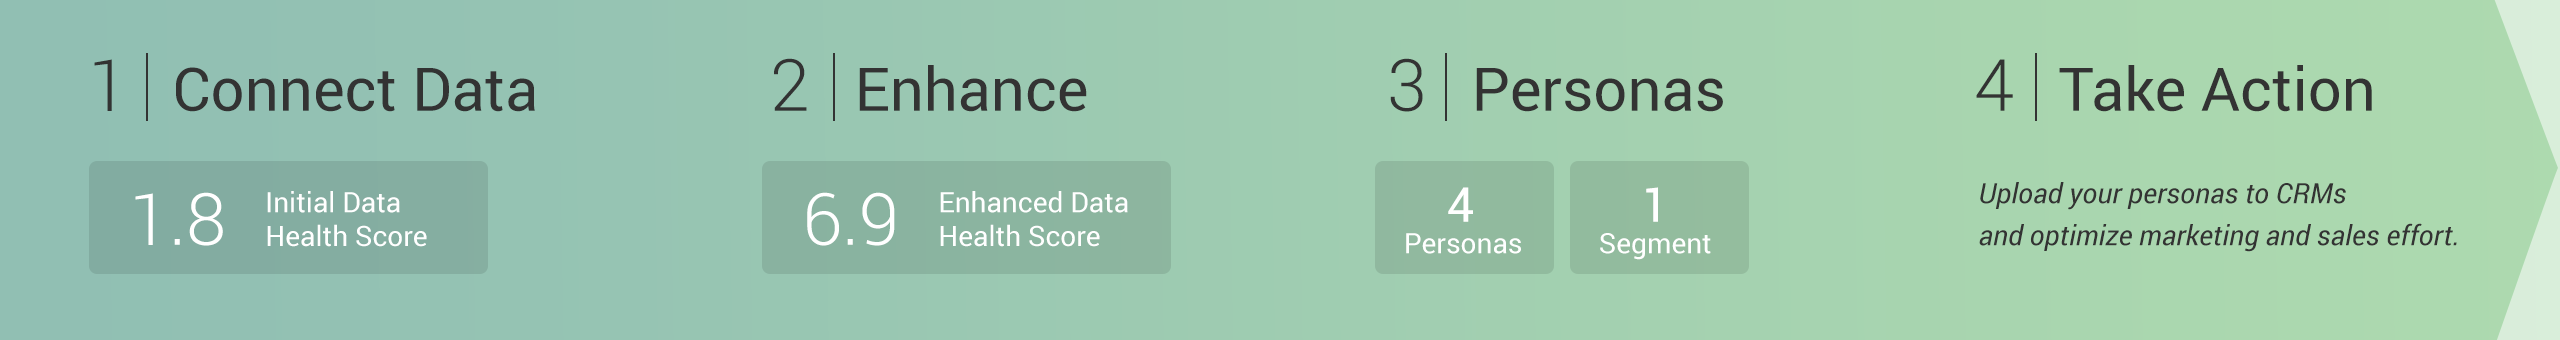 1 Connect Data
1.8
Initial Data
Health Score
2 Enhance
6.9
Enhanced Data
Health Score
3 Personas
4
Personas
1
Segment
4 Take Action
Upload your personas to CRMs
and optimize marketing and sales effort.